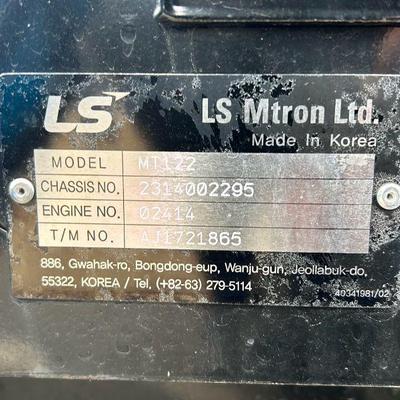 LS LS Mtron Ltd.
Made In Korea
MODEL MT122
CHASSIS NO. 2314002295
ENGINE NO. 02414
T/M NO. AJ1721865
886, Gwahak-ro, Bongdong-eup, Wanju-gun, Jeollabuk-do,
55322, KOREA / Tel, (+82-63) 279-5114
40341981/02